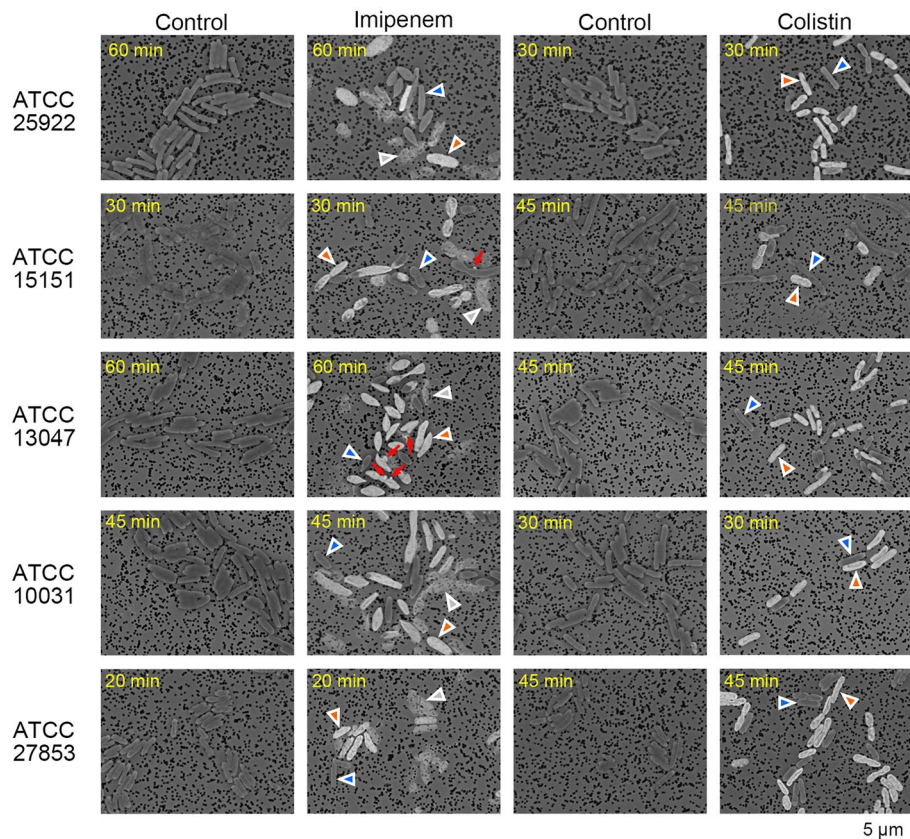 Control Imipenem Control Colistin
60 min 60 min 30 min 30 min
ATCC
25922
30 min 30 min 45 min 45 min
ATCC
15151
60 min 60 min 45 min 45 min
ATCC
13047
45 min 45 min 30 min 30 min
ATCC
10031
20 min 20 min 45 min 45 min
ATCC
27853
5 µm